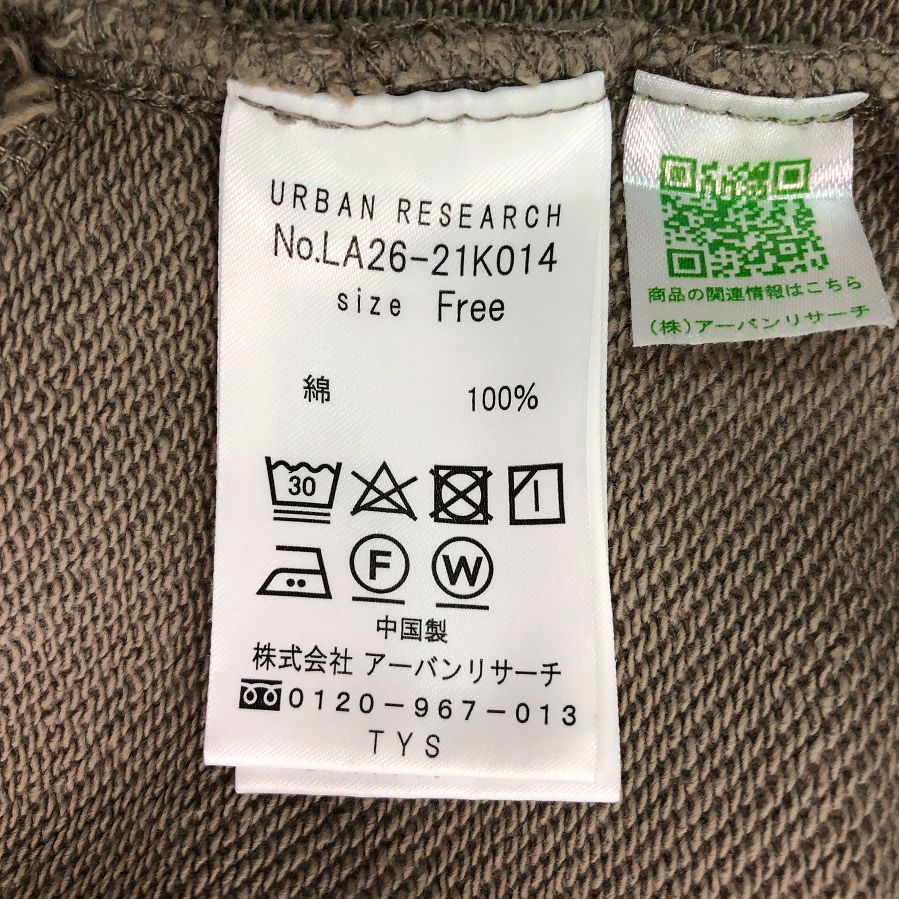 URBAN RESEARCH
No.LA26-21K014
size Free
綿 100%
30
F W
中国製
株式会社 アーバンリサーチ
0120-967-013
TYS
商品の関連情報はこちら
(株)アーバンリサーチ